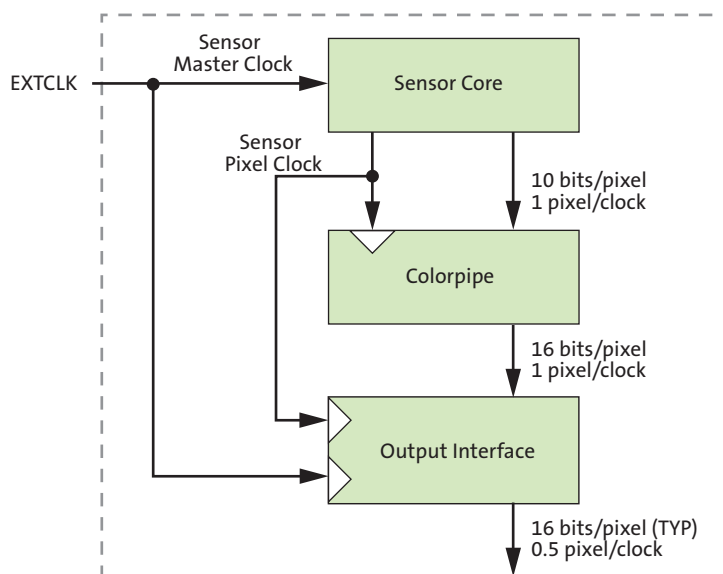 Sensor
Master Clock
EXTCLK
Sensor Core
Sensor
Pixel Clock
10 bits/pixel
1 pixel/clock
Colorpipe
16 bits/pixel
1 pixel/clock
Output Interface
16 bits/pixel (TYP)
0.5 pixel/clock